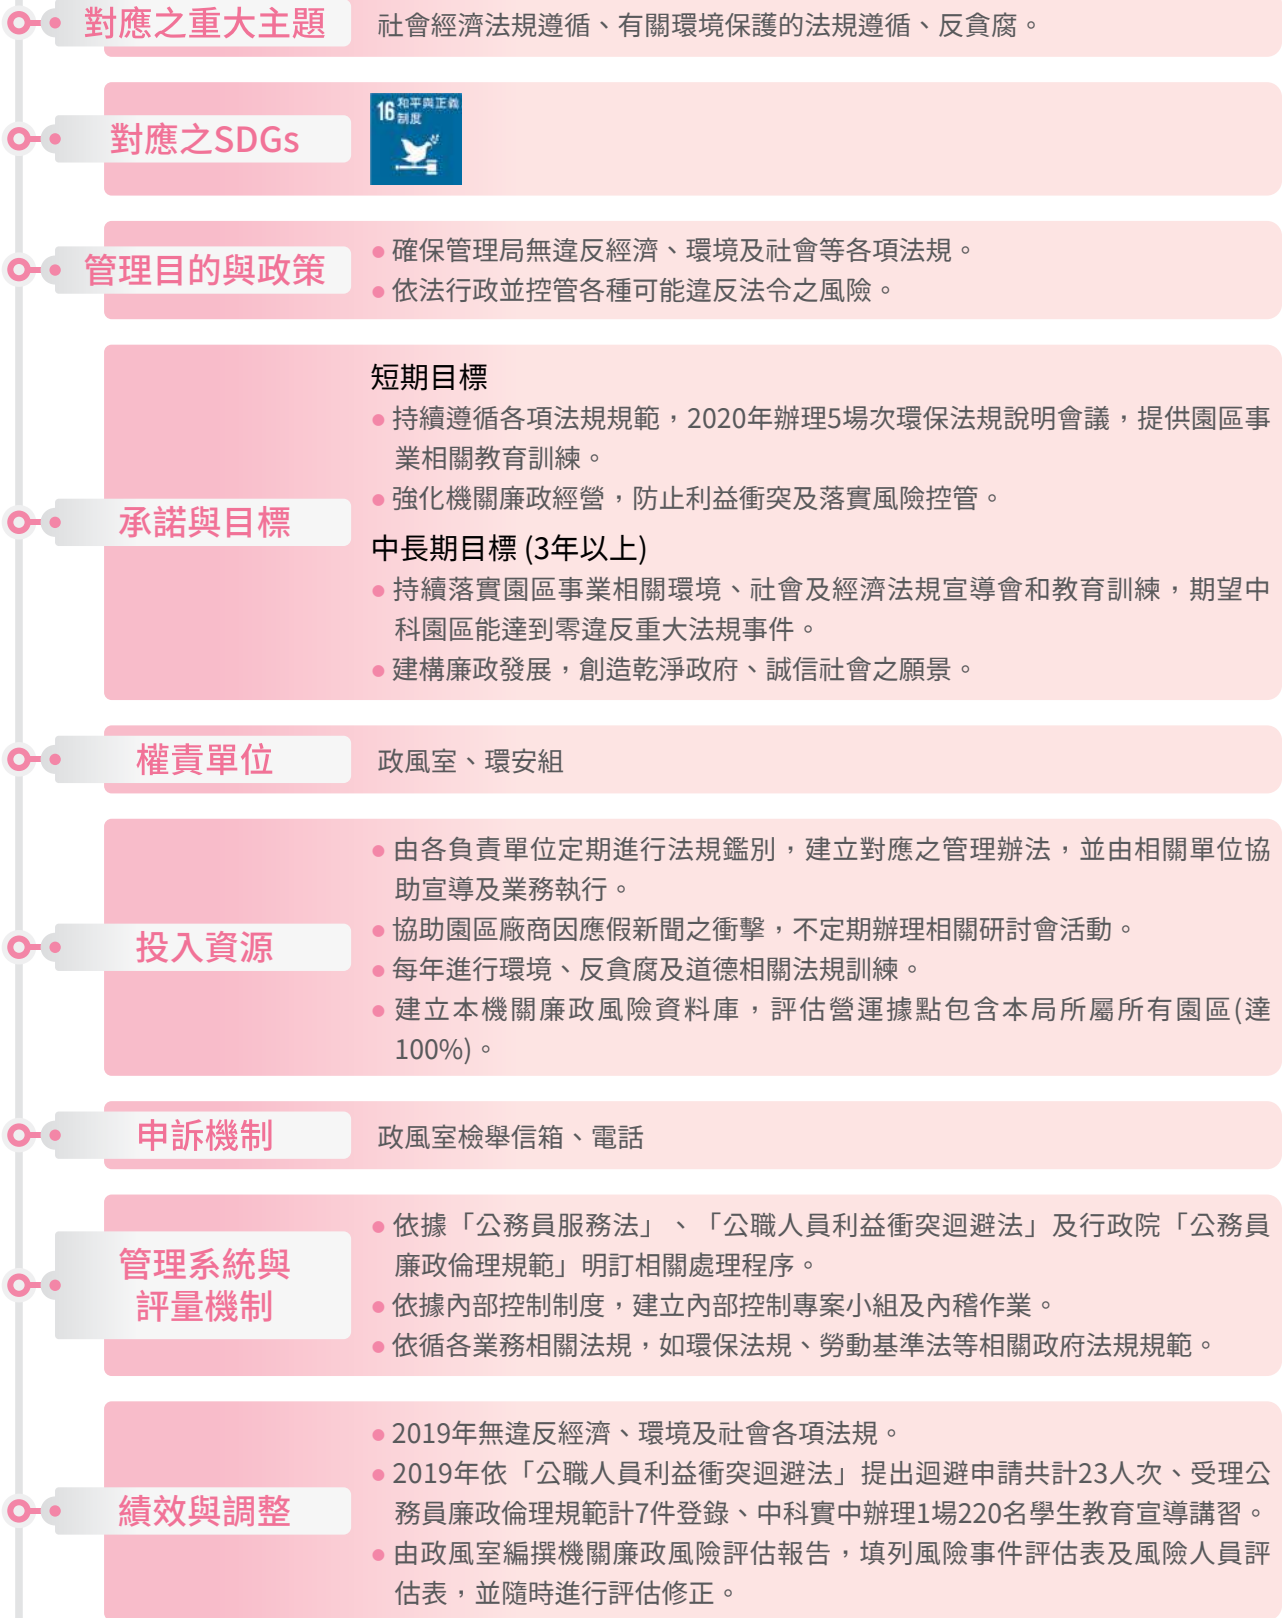 對應之重大主題
社會經濟法規遵循、有關環境保護的法規遵循、反貪腐。
對應之SDGs
16 和平與正義
制度
管理目的與政策
● 確保管理局無違反經濟、環境及社會等各項法規。
● 依法行政並控管各種可能違反法令之風險。
承諾與目標
短期目標
● 持續遵循各項法規規範，2020年辦理5場次環保法規說明會議，提供園區事
業相關教育訓練。
● 強化機關廉政經營，防止利益衝突及落實風險控管。
中長期目標 (3年以上)
● 持續落實園區事業相關環境、社會及經濟法規宣導會和教育訓練，期望中
科園區能達到零違反重大法規事件。
● 建構廉政發展，創造乾淨政府、誠信社會之願景。
權責單位
政風室、環安組
投入資源
● 由各負責單位定期進行法規鑑別，建立對應之管理辦法，並由相關單位協
助宣導及業務執行。
● 協助園區廠商因應假新聞之衝擊，不定期辦理相關研討會活動。
● 每年進行環境、反貪腐及道德相關法規訓練。
● 建立本機關廉政風險資料庫，評估營運據點包含本局所屬所有園區(達
100%)。
申訴機制
政風室檢舉信箱、電話
管理系統與
評量機制
● 依據「公務員服務法」、「公職人員利益衝突迴避法」及行政院「公務員
廉政倫理規範」明訂相關處理程序。
● 依據內部控制制度，建立內部控制專案小組及內稽作業。
● 依循各業務相關法規，如環保法規、勞動基準法等相關政府法規規範。
績效與調整
● 2019年無違反經濟、環境及社會各項法規。
● 2019年依「公職人員利益衝突迴避法」提出迴避申請共計23人次、受理公
務員廉政倫理規範計7件登錄、中科實中辦理1場220名學生教育宣導講習。
● 由政風室編撰機關廉政風險評估報告，填列風險事件評估表及風險人員評
估表，並隨時進行評估修正。